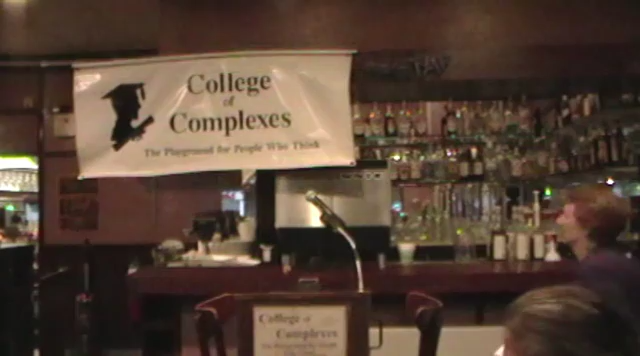 College
of
Complexes
The Playground for People Who Think
College of
Complexes